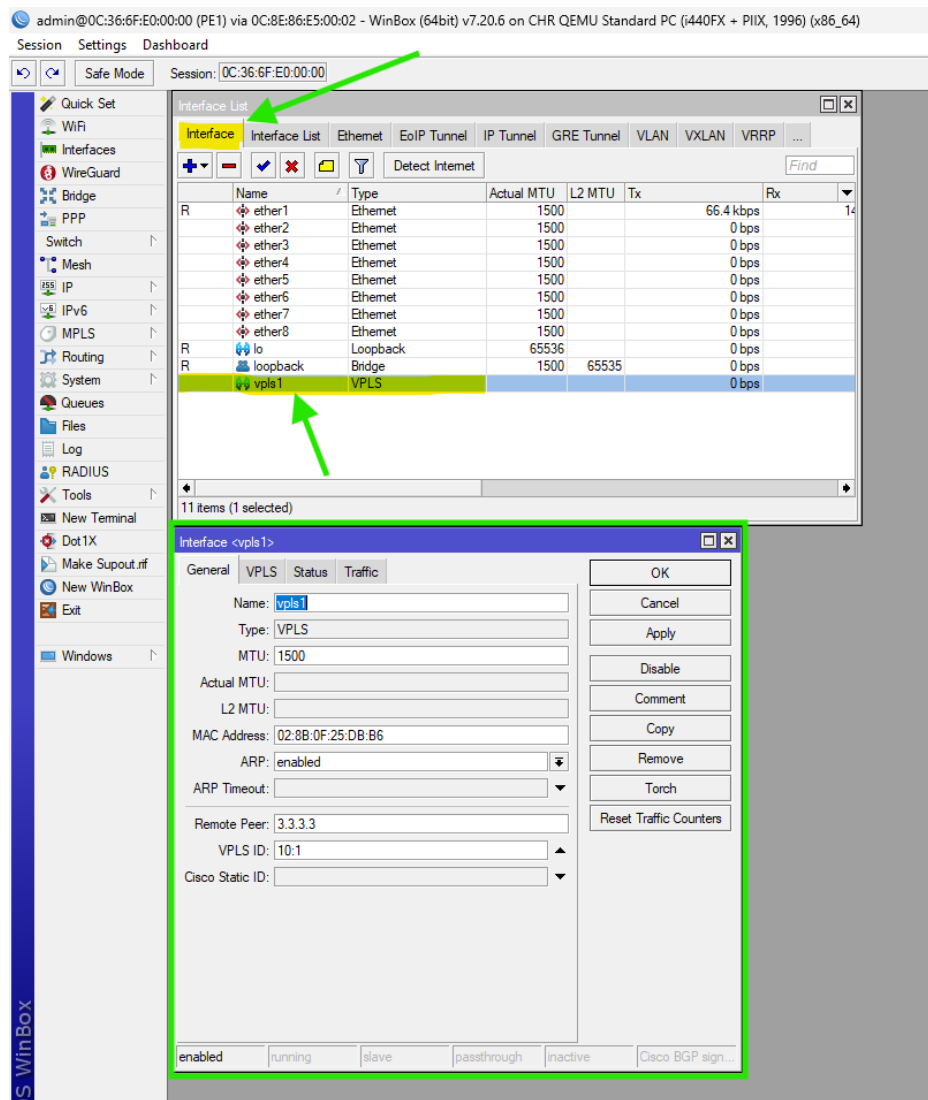 admin@0C:36:6F:E0:00:00 (PE1) via 0C:8E:86:E5:00:02 - WinBox (64bit) v7.20.6 on CHR QEMU Standard PC (i440FX + PIIX, 1996) (x86_64)
Session Settings Dashboard
Safe Mode Session: 0C:36:6F:E0:00:00
Quick Set
WiFi
Interfaces
WireGuard
Bridge
PPP
Switch
Mesh
IP
IPv6
MPLS
Routing
System
Queues
Files
Log
RADIUS
Tools
New Terminal
Dot1X
Make Supout.rif
New WinBox
Exit
Windows
Interface List
Interface Interface List Ethernet EoIP Tunnel IP Tunnel GRE Tunnel VLAN VXLAN VRRP ...
Detect Internet Find
Name Type Actual MTU L2 MTU Tx Rx
R ether1 Ethernet 1500 66.4 kbps 14
ether2 Ethernet 1500 0 bps
ether3 Ethernet 1500 0 bps
ether4 Ethernet 1500 0 bps
ether5 Ethernet 1500 0 bps
ether6 Ethernet 1500 0 bps
ether7 Ethernet 1500 0 bps
ether8 Ethernet 1500 0 bps
R lo Loopback 65536 0 bps
R loopback Bridge 1500 65535 0 bps
vpls1 VPLS 0 bps
11 items (1 selected)
Interface <vpls1>
General VPLS Status Traffic
Name: vpls1
Type: VPLS
MTU: 1500
Actual MTU:
L2 MTU:
MAC Address: 02:8B:0F:25:DB:B6
ARP: enabled
ARP Timeout:
Remote Peer: 3.3.3.3
VPLS ID: 10:1
Cisco Static ID:
OK
Cancel
Apply
Disable
Comment
Copy
Remove
Torch
Reset Traffic Counters
enabled running slave passthrough inactive Cisco BGP sign...
S WinBox